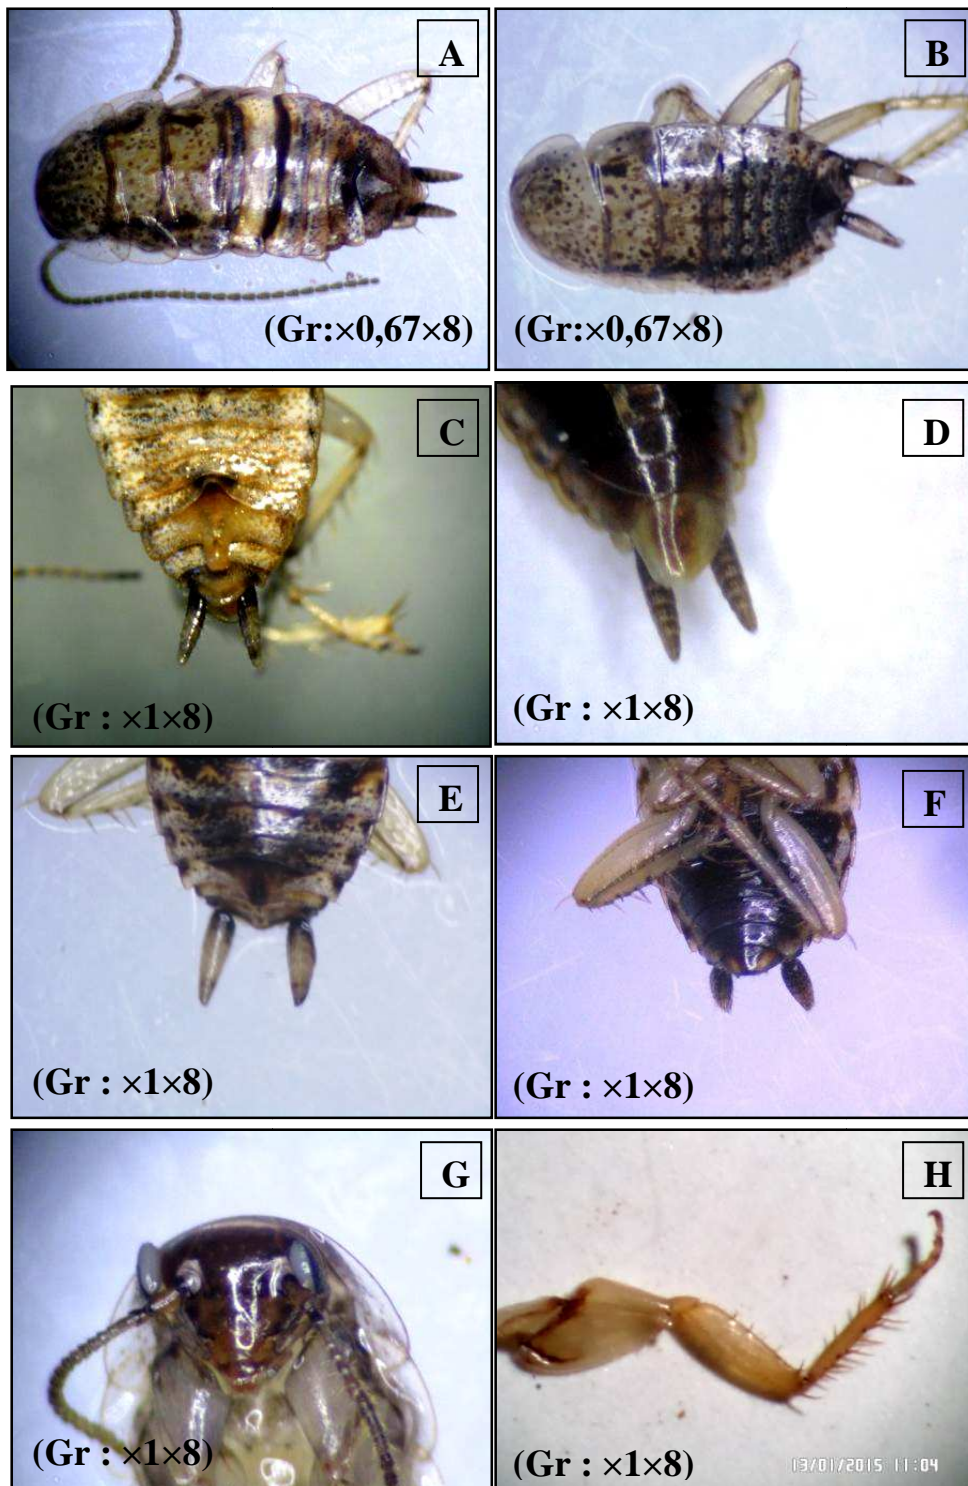 A
(Gr:×0,67×8)
B
(Gr:×0,67×8)
C
(Gr : ×1×8)
D
(Gr : ×1×8)
E
(Gr : ×1×8)
F
(Gr : ×1×8)
G
(Gr : ×1×8)
H
(Gr : ×1×8)
13/01/2015 11:04